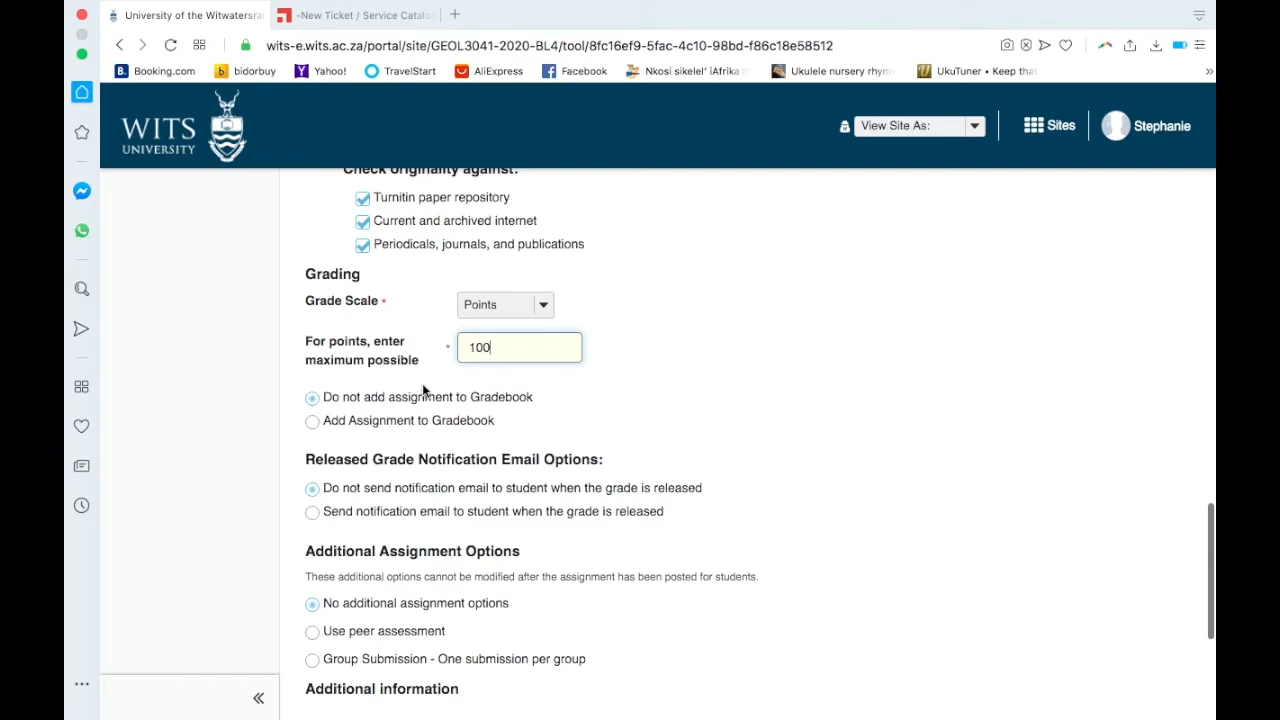 University of the Witwatersra
-New Ticket / Service Catalo
wits-e.wits.ac.za/portal/site/GEOL3041-2020-BL4/tool/8fc16ef9-5fac-4c10-98bd-f86c18e58512
Booking.com
bidorbuy
Yahoo!
TravelStart
AliExpress
Facebook
Nkosi sikelel' iAfrika
Ukulele nursery rhym
UkuTuner • Keep that
WITS
UNIVERSITY
View Site As:
Sites
Stephanie
Check originality against:
Turnitin paper repository
Current and archived internet
Periodicals, journals, and publications
Grading
Grade Scale *
Points
For points, enter
maximum possible
*
100
Do not add assignment to Gradebook
Add Assignment to Gradebook
Released Grade Notification Email Options:
Do not send notification email to student when the grade is released
Send notification email to student when the grade is released
Additional Assignment Options
These additional options cannot be modified after the assignment has been posted for students.
No additional assignment options
Use peer assessment
Group Submission - One submission per group
Additional information